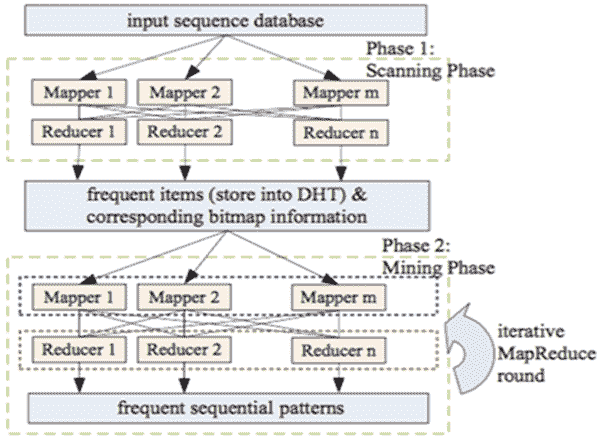 input sequence database
Phase 1:
Scanning Phase
Mapper 1
Mapper 2
Mapper m
Reducer 1
Reducer 2
Reducer n
frequent items (store into DHT) &
corresponding bitmap information
Phase 2:
Mining Phase
Mapper 1
Mapper 2
Mapper m
Reducer 1
Reducer 2
Reducer n
iterative
MapReduce
round
frequent sequential patterns